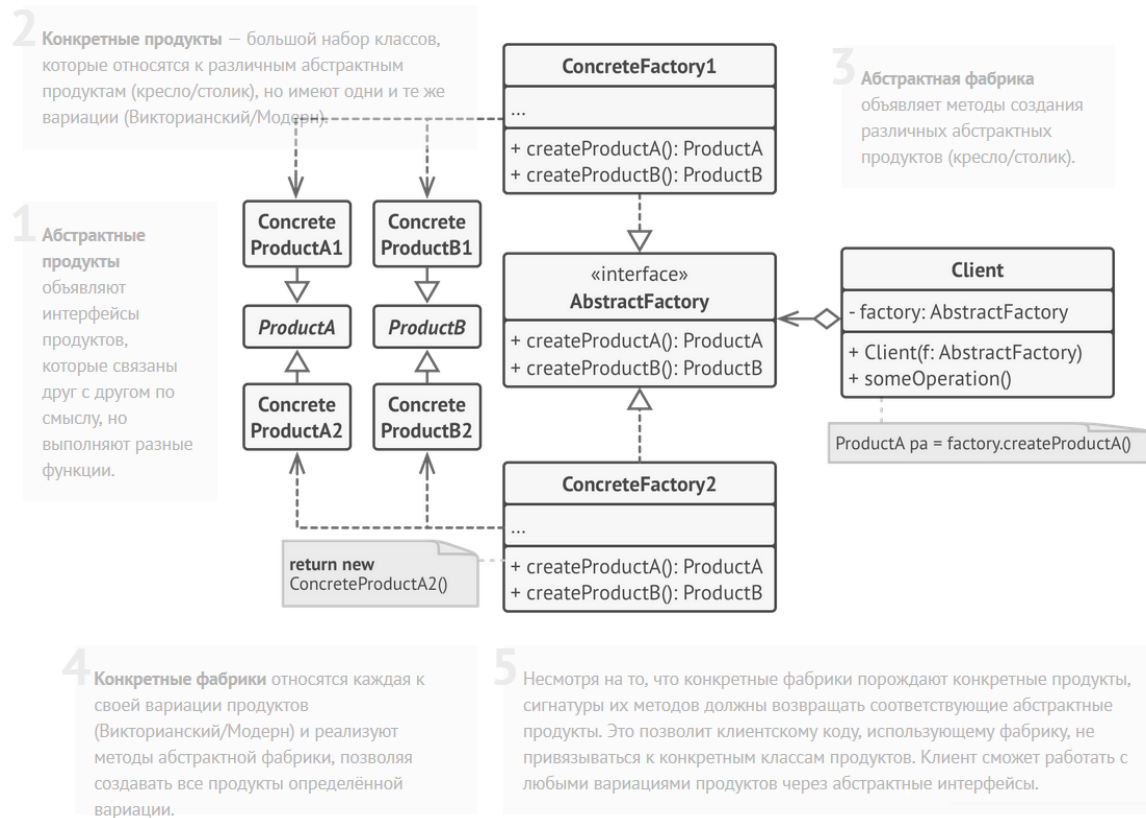 2
Конкретные продукты — большой набор классов,
которые относятся к различным абстрактным
продуктам (кресло/столик), но имеют одни и те же
вариации (Викторианский/Модерн).
ConcreteFactory1
...
+ createProductA(): ProductA
+ createProductB(): ProductB
3
Абстрактная фабрика
объявляет методы создания
различных абстрактных
продуктов (кресло/столик).
1
Абстрактные
продукты
объявляют
интерфейсы
продуктов,
которые связаны
друг с другом по
смыслу, но
выполняют разные
функции.
Concrete
ProductA1
Concrete
ProductB1
ProductA
ProductB
Concrete
ProductA2
Concrete
ProductB2
«interface»
AbstractFactory
+ createProductA(): ProductA
+ createProductB(): ProductB
Client
- factory: AbstractFactory
+ Client(f: AbstractFactory)
+ someOperation()
ProductA pa = factory.createProductA()
ConcreteFactory2
...
+ createProductA(): ProductA
+ createProductB(): ProductB
return new
ConcreteProductA2()
4
Конкретные фабрики относятся каждая к
своей вариации продуктов
(Викторианский/Модерн) и реализуют
методы абстрактной фабрики, позволяя
создавать все продукты определённой
вариации.
5
Несмотря на то, что конкретные фабрики порождают конкретные продукты,
сигнатуры их методов должны возвращать соответствующие абстрактные
продукты. Это позволит клиентскому коду, использующему фабрику, не
привязываться к конкретным классам продуктов. Клиент сможет работать с
любыми вариациями продуктов через абстрактные интерфейсы.